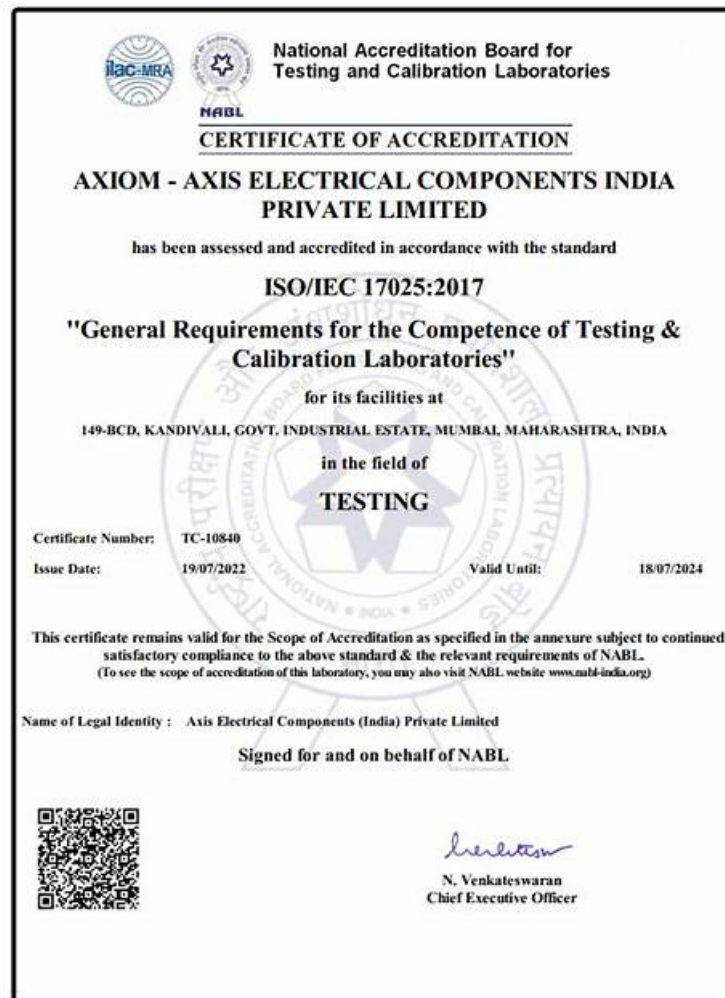 ilac-MRA
NABL
National Accreditation Board for
Testing and Calibration Laboratories
CERTIFICATE OF ACCREDITATION
AXIOM - AXIS ELECTRICAL COMPONENTS INDIA
PRIVATE LIMITED
has been assessed and accredited in accordance with the standard
ISO/IEC 17025:2017
"General Requirements for the Competence of Testing &
Calibration Laboratories"
for its facilities at
149-BCD, KANDIVALI, GOVT. INDUSTRIAL ESTATE, MUMBAI, MAHARASHTRA, INDIA
in the field of
TESTING
Certificate Number: TC-10840
Issue Date: 19/07/2022 Valid Until: 18/07/2024
This certificate remains valid for the Scope of Accreditation as specified in the annexure subject to continued
satisfactory compliance to the above standard & the relevant requirements of NABL.
(To see the scope of accreditation of this laboratory, you may also visit NABL website www.nabl-india.org)
Name of Legal Identity : Axis Electrical Components (India) Private Limited
Signed for and on behalf of NABL
N. Venkateswaran
Chief Executive Officer